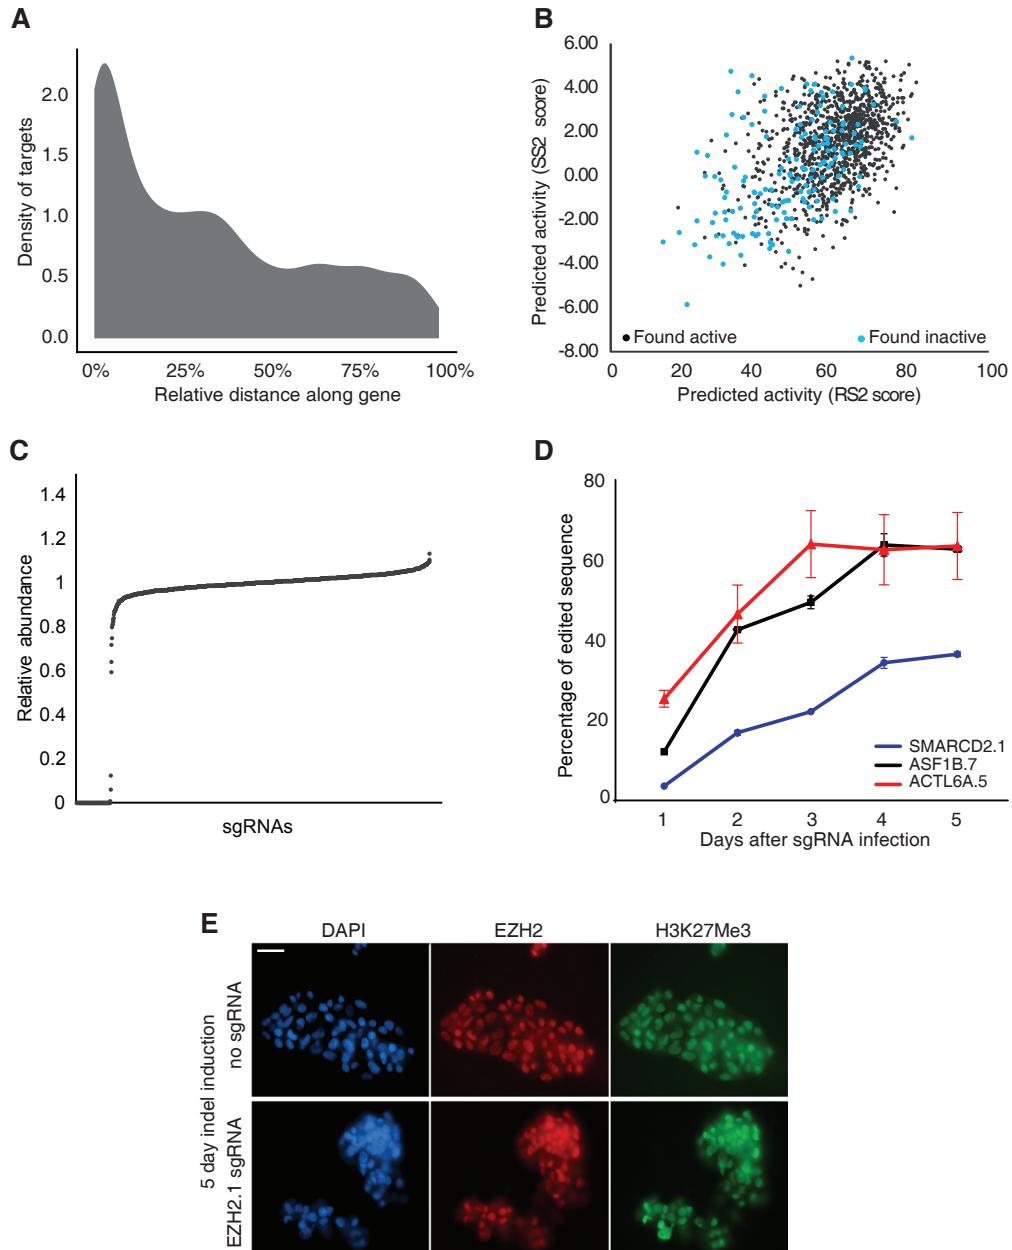 A
Density of targets
2.0
1.5
1.0
0.5
0.0
0%
25%
50%
75%
100%
Relative distance along gene
B
Predicted activity (SS2 score)
6.00
4.00
2.00
0.00
-2.00
-4.00
-6.00
-8.00
Found active
Found inactive
0
20
40
60
80
100
Predicted activity (RS2 score)
C
Relative abundance
1.4
1.2
1
0.8
0.6
0.4
0.2
0
sgRNAs
D
Percentage of edited sequence
80
60
40
20
0
SMARCD2.1
ASF1B.7
ACTL6A.5
1
2
3
4
5
Days after sgRNA infection
E
DAPI
EZH2
H3K27Me3
5 day indel induction
no sgRNA
EZH2.1 sgRNA